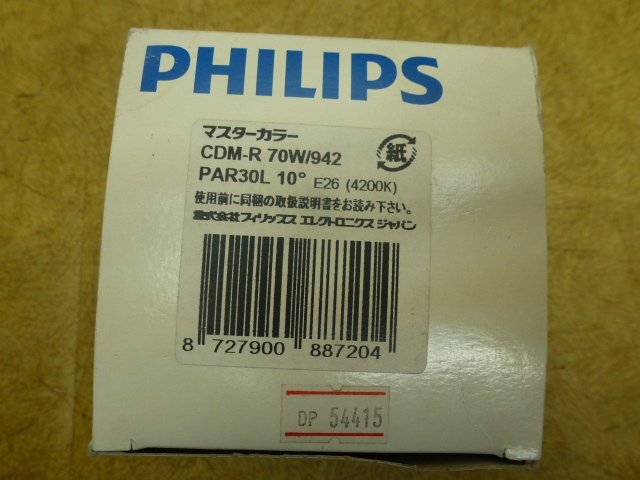 PHILIPS
マスターカラー
CDM-R 70W/942
PAR30L 10° E26 (4200K)
紙
使用前に同梱の取扱説明書をお読み下さい。
株式会社フィリップス エレクトロニクス ジャパン
8 727900 887204
DP 54415